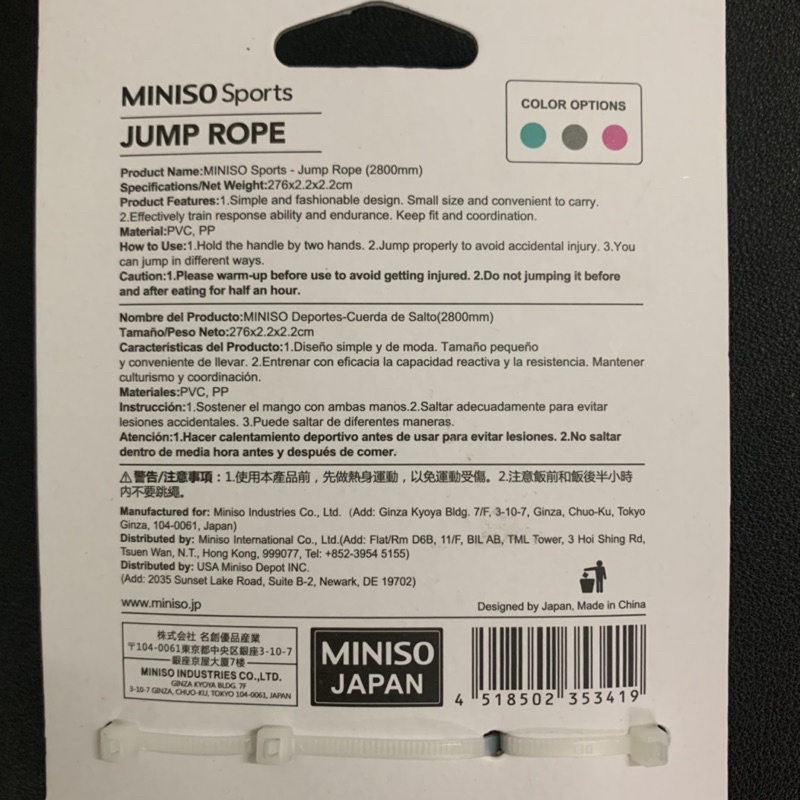 MINISO Sports
JUMP ROPE
COLOR OPTIONS
Product Name:MINISO Sports - Jump Rope (2800mm)
Specifications/Net Weight:276x2.2x2.2cm
Product Features:1.Simple and fashionable design. Small size and convenient to carry.
2.Effectively train response ability and endurance. Keep fit and coordination.
Material:PVC, PP
How to Use:1.Hold the handle by two hands. 2.Jump properly to avoid accidental injury. 3.You
can jump in different ways.
Caution:1.Please warm-up before use to avoid getting injured. 2.Do not jumping it before
and after eating for half an hour.
Nombre del Producto:MINISO Deportes-Cuerda de Salto(2800mm)
Tamaño/Peso Neto:276x2.2x2.2cm
Características del Producto:1.Diseño simple y de moda. Tamaño pequeño
y conveniente de llevar. 2.Entrenar con eficacia la capacidad reactiva y la resistencia. Mantener
culturismo y coordinación.
Materiales:PVC, PP
Instrucción:1.Sostener el mango con ambas manos.2.Saltar adecuadamente para evitar
lesiones accidentales. 3.Puede saltar de diferentes maneras.
Atención:1.Hacer calentamiento deportivo antes de usar para evitar lesiones. 2.No saltar
dentro de media hora antes y después de comer.
⚠警告/注意事項：1.使用本產品前，先做熱身運動，以免運動受傷。2.注意飯前和飯後半小時
內不要跳繩。
Manufactured for: Miniso Industries Co., Ltd. (Add: Ginza Kyoya Bldg. 7/F, 3-10-7, Ginza, Chuo-Ku, Tokyo
Ginza, 104-0061, Japan)
Distributed by: Miniso International Co., Ltd.(Add: Flat/Rm D6B, 11/F, BIL AB, TML Tower, 3 Hoi Shing Rd,
Tsuen Wan, N.T., Hong Kong, 999077, Tel: +852-3954 5155)
Distributed by: USA Miniso Depot INC.
(Add: 2035 Sunset Lake Road, Suite B-2, Newark, DE 19702)
www.miniso.jp
Designed by Japan, Made in China
株式会社 名創優品産業
〒104-0061東京都中央区銀座3-10-7
銀座京屋大厦7楼
MINISO INDUSTRIES CO.,LTD.
GINZA KYOYA BLDG. 7F
3-10-7 GINZA, CHUO-KU, TOKYO 104-0061, JAPAN
MINISO
JAPAN
4 518502 353419